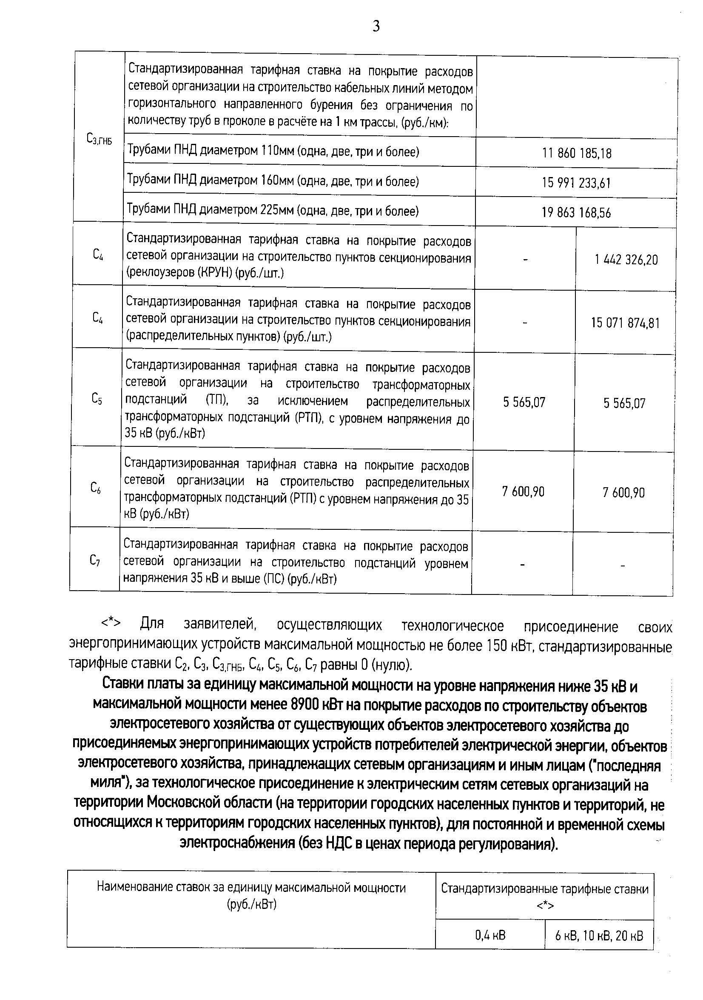 3
Стандартизированная тарифная ставка на покрытие расходов
сетевой организации на строительство кабельных линий методом
горизонтального направленного бурения без ограничения по
количеству труб в проколе в расчёте на 1 км трассы, (руб./км):
С3,ГНБ
Трубами ПНД диаметром 110мм (одна, две, три и более) 11 860 185,18
Трубами ПНД диаметром 160мм (одна, две, три и более) 15 991 233,61
Трубами ПНД диаметром 225мм (одна, две, три и более) 19 863 168,56
Стандартизированная тарифная ставка на покрытие расходов
С4 сетевой организации на строительство пунктов секционирования - 1 442 326,20
(реклоузеров (КРУН) (руб./шт.)
Стандартизированная тарифная ставка на покрытие расходов
С4 сетевой организации на строительство пунктов секционирования - 15 071 874,81
(распределительных пунктов) (руб./шт.)
Стандартизированная тарифная ставка на покрытие расходов
сетевой организации на строительство трансформаторных
С5 подстанций (ТП), за исключением распределительных 5 565,07 5 565,07
трансформаторных подстанций (РТП), с уровнем напряжения до
35 кВ (руб./кВт)
Стандартизированная тарифная ставка на покрытие расходов
С6 сетевой организации на строительство распределительных 7 600,90 7 600,90
трансформаторных подстанций (РТП) с уровнем напряжения до 35
кВ (руб./кВт)
Стандартизированная тарифная ставка на покрытие расходов
С7 сетевой организации на строительство подстанций уровнем - -
напряжения 35 кВ и выше (ПС) (руб./кВт)
<*> Для заявителей, осуществляющих технологическое присоединение своих
энергопринимающих устройств максимальной мощностью не более 150 кВт, стандартизированные
тарифные ставки С2, С3, С3,ГНБ, С4, С5, С6, С7 равны 0 (нулю).
Ставки платы за единицу максимальной мощности на уровне напряжения ниже 35 кВ и
максимальной мощности менее 8900 кВт на покрытие расходов по строительству объектов
электросетевого хозяйства от существующих объектов электросетевого хозяйства до
присоединяемых энергопринимающих устройств потребителей электрической энергии, объектов
электросетевого хозяйства, принадлежащих сетевым организациям и иным лицам ("последняя
миля"), за технологическое присоединение к электрическим сетям сетевых организаций на
территории Московской области (на территории городских населенных пунктов и территорий, не
относящихся к территориям городских населенных пунктов), для постоянной и временной схемы
электроснабжения (без НДС в ценах периода регулирования).
Наименование ставок за единицу максимальной мощности Стандартизированные тарифные ставки
(руб./кВт) <*>
0,4 кВ 6 кВ, 10 кВ, 20 кВ